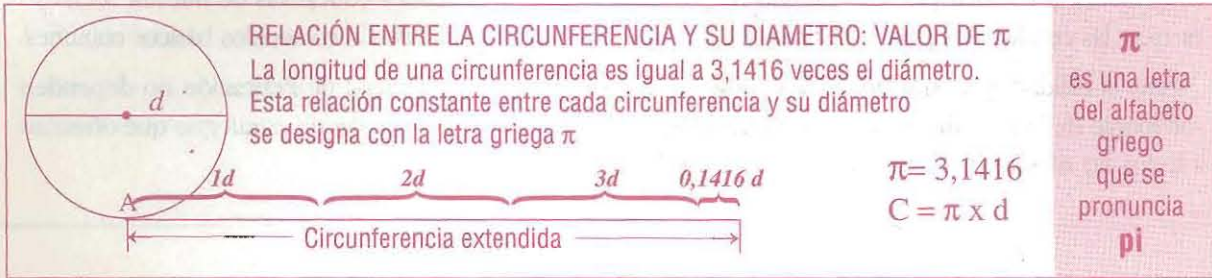 RELACIÓN ENTRE LA CIRCUNFERENCIA Y SU DIAMETRO: VALOR DE π
La longitud de una circunferencia es igual a 3,1416 veces el diámetro.
Esta relación constante entre cada circunferencia y su diámetro
se designa con la letra griega π
d
A
1d 2d 3d 0,1416 d
Circunferencia extendida
π= 3,1416
C = π x d
π
es una letra
del alfabeto
griego
que se
pronuncia
pi